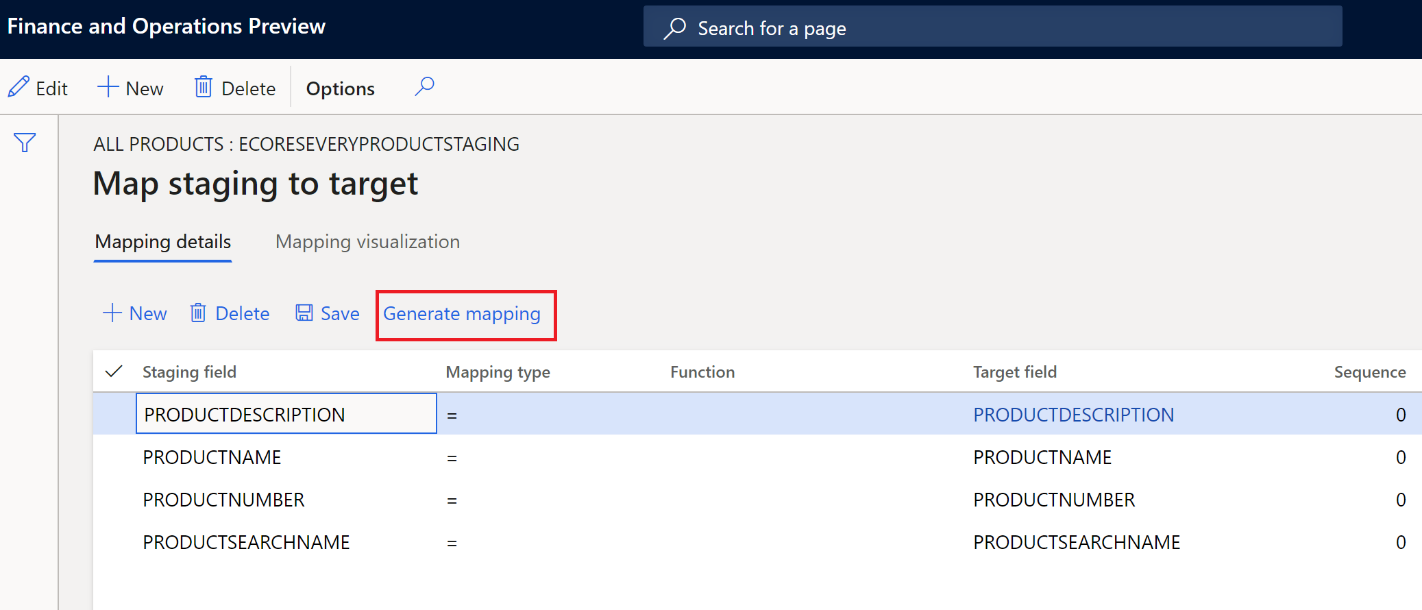 Finance and Operations Preview
Search for a page
Edit New Delete Options
ALL PRODUCTS : ECORESEVERYPRODUCTSTAGING
Map staging to target
Mapping details Mapping visualization
New Delete Save Generate mapping
Staging field Mapping type Function Target field Sequence
PRODUCTDESCRIPTION = PRODUCTDESCRIPTION 0
PRODUCTNAME = PRODUCTNAME 0
PRODUCTNUMBER = PRODUCTNUMBER 0
PRODUCTSEARCHNAME = PRODUCTSEARCHNAME 0